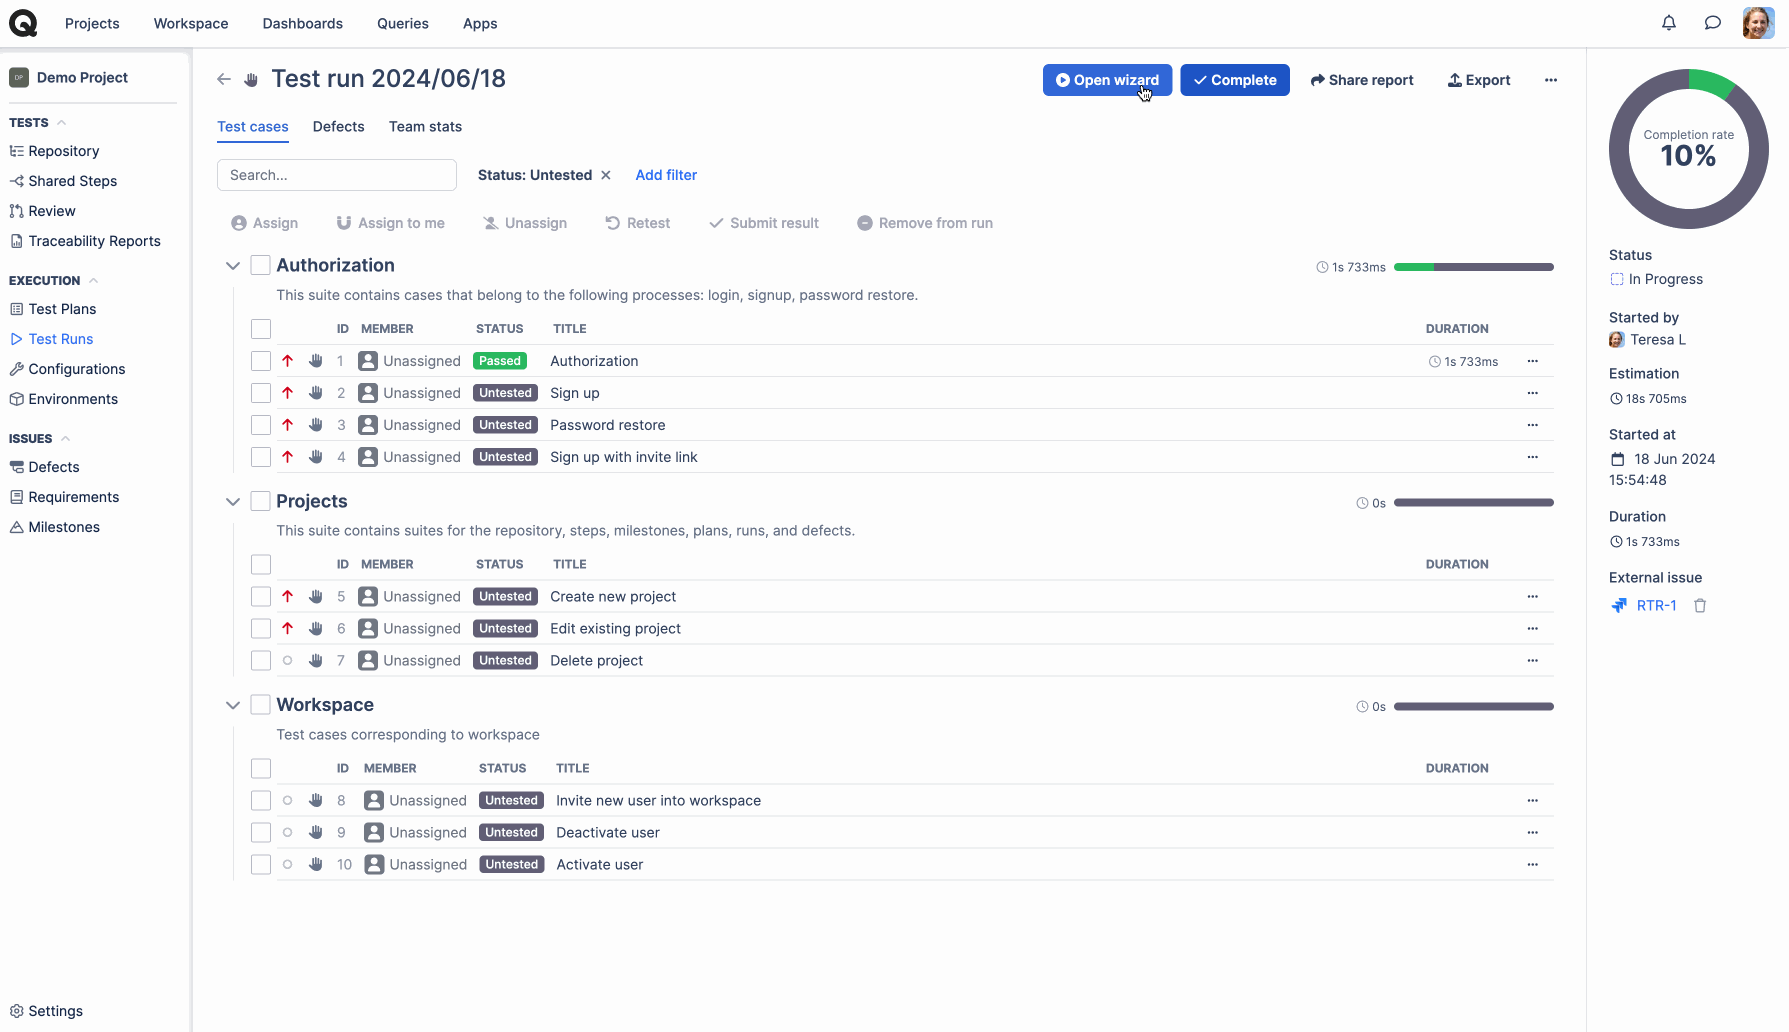 Projects
Workspace
Dashboards
Queries
Apps
DP
Demo Project
TESTS
Repository
Shared Steps
Review
Traceability Reports
EXECUTION
Test Plans
Test Runs
Configurations
Environments
ISSUES
Defects
Requirements
Milestones
Settings
Test run 2024/06/18
Open wizard
Complete
Share report
Export
Test cases
Defects
Team stats
Search...
Status: Untested
Add filter
Assign
Assign to me
Unassign
Retest
Submit result
Remove from run
Authorization
1s 733ms
This suite contains cases that belong to the following processes: login, signup, password restore.
ID MEMBER STATUS TITLE DURATION
1 Unassigned Passed Authorization 1s 733ms
2 Unassigned Untested Sign up
3 Unassigned Untested Password restore
4 Unassigned Untested Sign up with invite link
Projects
0s
This suite contains suites for the repository, steps, milestones, plans, runs, and defects.
ID MEMBER STATUS TITLE DURATION
5 Unassigned Untested Create new project
6 Unassigned Untested Edit existing project
7 Unassigned Untested Delete project
Workspace
0s
Test cases corresponding to workspace
ID MEMBER STATUS TITLE DURATION
8 Unassigned Untested Invite new user into workspace
9 Unassigned Untested Deactivate user
10 Unassigned Untested Activate user
Completion rate
10%
Status
In Progress
Started by
Teresa L
Estimation
18s 705ms
Started at
18 Jun 2024
15:54:48
Duration
1s 733ms
External issue
RTR-1